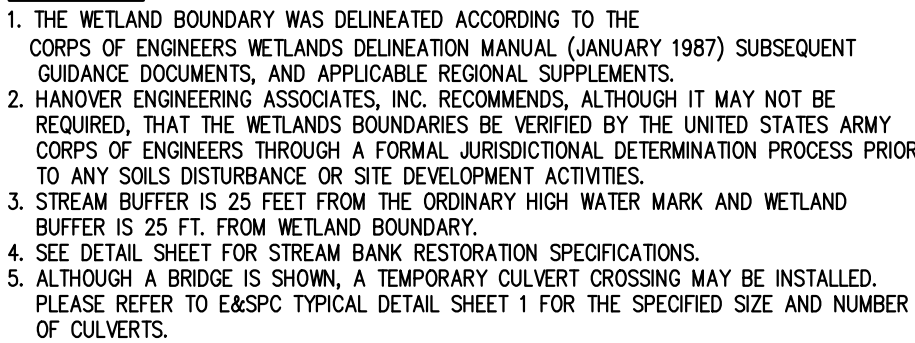 1. THE WETLAND BOUNDARY WAS DELINEATED ACCORDING TO THE
CORPS OF ENGINEERS WETLANDS DELINEATION MANUAL (JANUARY 1987) SUBSEQUENT
GUIDANCE DOCUMENTS, AND APPLICABLE REGIONAL SUPPLEMENTS.
2. HANOVER ENGINEERING ASSOCIATES, INC. RECOMMENDS, ALTHOUGH IT MAY NOT BE
REQUIRED, THAT THE WETLANDS BOUNDARIES BE VERIFIED BY THE UNITED STATES ARMY
CORPS OF ENGINEERS THROUGH A FORMAL JURISDICTIONAL DETERMINATION PROCESS PRIOR
TO ANY SOILS DISTURBANCE OR SITE DEVELOPMENT ACTIVITIES.
3. STREAM BUFFER IS 25 FEET FROM THE ORDINARY HIGH WATER MARK AND WETLAND
BUFFER IS 25 FT. FROM WETLAND BOUNDARY.
4. SEE DETAIL SHEET FOR STREAM BANK RESTORATION SPECIFICATIONS.
5. ALTHOUGH A BRIDGE IS SHOWN, A TEMPORARY CULVERT CROSSING MAY BE INSTALLED.
PLEASE REFER TO E&SPC TYPICAL DETAIL SHEET 1 FOR THE SPECIFIED SIZE AND NUMBER
OF CULVERTS.